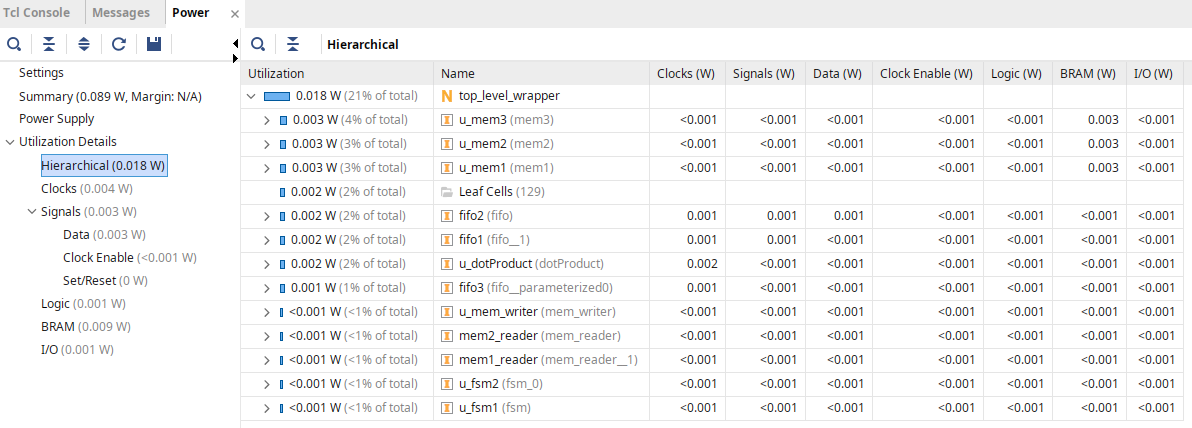 Tcl Console Messages Power ×
Hierarchical
Settings
Summary (0.089 W, Margin: N/A)
Power Supply
Utilization Details
Hierarchical (0.018 W)
Clocks (0.004 W)
Signals (0.003 W)
Data (0.003 W)
Clock Enable (<0.001 W)
Set/Reset (0 W)
Logic (0.001 W)
BRAM (0.009 W)
I/O (0.001 W)
Utilization Name Clocks (W) Signals (W) Data (W) Clock Enable (W) Logic (W) BRAM (W) I/O (W)
0.018 W (21% of total) N top_level_wrapper
0.003 W (4% of total) I u_mem3 (mem3) <0.001 <0.001 <0.001 <0.001 <0.001 0.003 <0.001
0.003 W (3% of total) I u_mem2 (mem2) <0.001 <0.001 <0.001 <0.001 <0.001 0.003 <0.001
0.003 W (3% of total) I u_mem1 (mem1) <0.001 <0.001 <0.001 <0.001 <0.001 0.003 <0.001
0.002 W (2% of total) Leaf Cells (129)
0.002 W (2% of total) I fifo2 (fifo) 0.001 0.001 0.001 <0.001 <0.001 <0.001 <0.001
0.002 W (2% of total) I fifo1 (fifo__1) 0.001 0.001 <0.001 <0.001 <0.001 <0.001 <0.001
0.002 W (2% of total) I u_dotProduct (dotProduct) 0.002 <0.001 <0.001 <0.001 <0.001 <0.001 <0.001
0.001 W (1% of total) I fifo3 (fifo__parameterized0) 0.001 <0.001 <0.001 <0.001 <0.001 <0.001 <0.001
<0.001 W (<1% of total) I u_mem_writer (mem_writer) <0.001 <0.001 <0.001 <0.001 <0.001 <0.001 <0.001
<0.001 W (<1% of total) I mem2_reader (mem_reader) <0.001 <0.001 <0.001 <0.001 <0.001 <0.001 <0.001
<0.001 W (<1% of total) I mem1_reader (mem_reader__1) <0.001 <0.001 <0.001 <0.001 <0.001 <0.001 <0.001
<0.001 W (<1% of total) I u_fsm2 (fsm_0) <0.001 <0.001 <0.001 <0.001 <0.001 <0.001 <0.001
<0.001 W (<1% of total) I u_fsm1 (fsm) <0.001 <0.001 <0.001 <0.001 <0.001 <0.001 <0.001